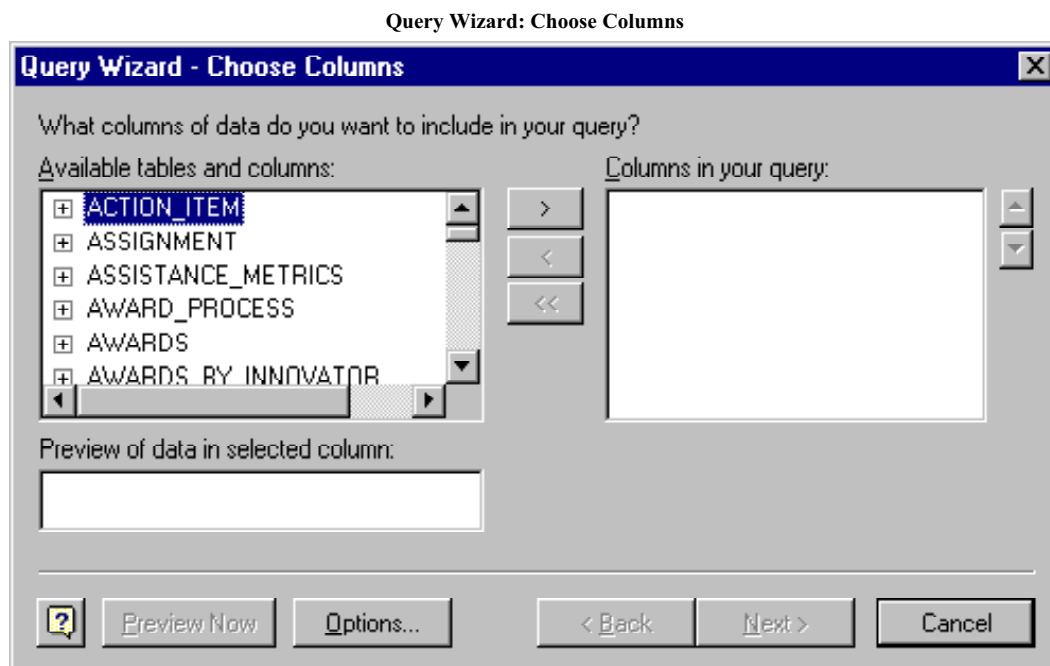 Query Wizard: Choose Columns
Query Wizard - Choose Columns
What columns of data do you want to include in your query?
Available tables and columns:
Columns in your query:
ACTION_ITEM
ASSIGNMENT
ASSISTANCE_METRICS
AWARD_PROCESS
AWARDS
AWARDS_BY_INNOVATOR
>
<
<<
Preview of data in selected column:
Preview Now
Options...
< Back
Next >
Cancel